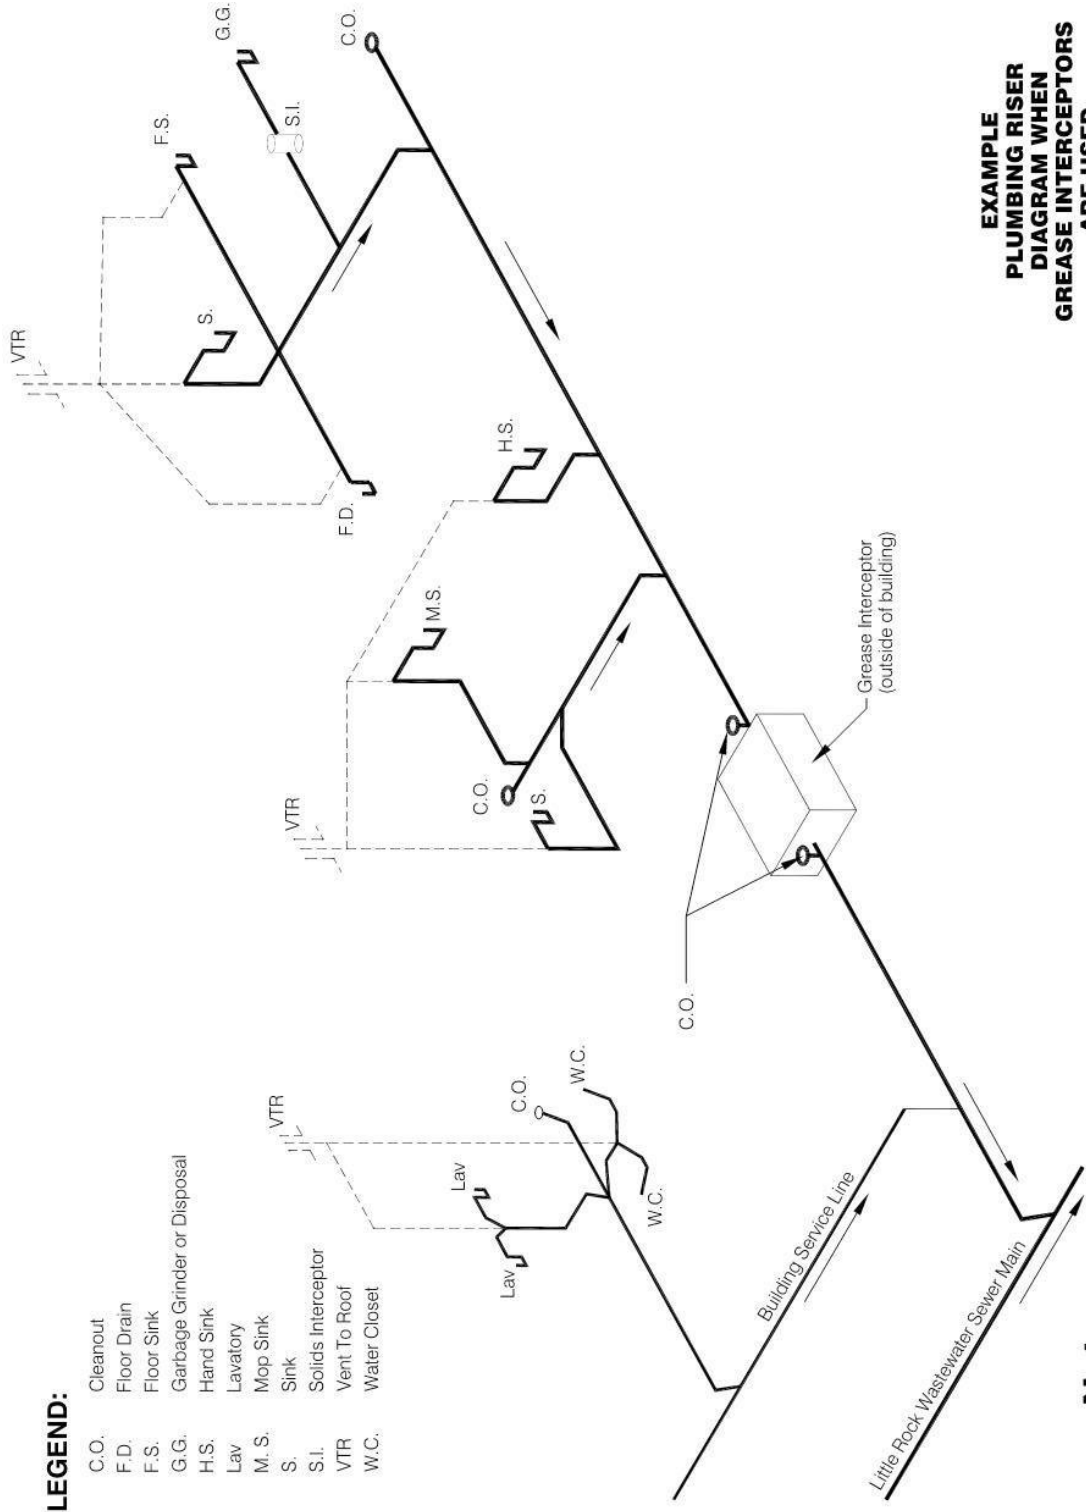 LEGEND:
C.O. Cleanout
F.D. Floor Drain
F.S. Floor Sink
G.G. Garbage Grinder or Disposal
H.S. Hand Sink
Lav Lavatory
M. S. Mop Sink
S. Sink
S.I. Solids Interceptor
VTR Vent To Roof
W.C. Water Closet
VTR
Lav
Lav
C.O.
W.C.
W.C.
Building Service Line
Little Rock Wastewater Sewer Main
VTR
S.
C.O.
M.S.
H.S.
C.O.
Grease Interceptor
(outside of building)
VTR
S.
F.D.
F.S.
S.I.
G.G.
C.O.
EXAMPLE
PLUMBING RISER
DIAGRAM WHEN
GREASE INTERCEPTORS
ARE USED